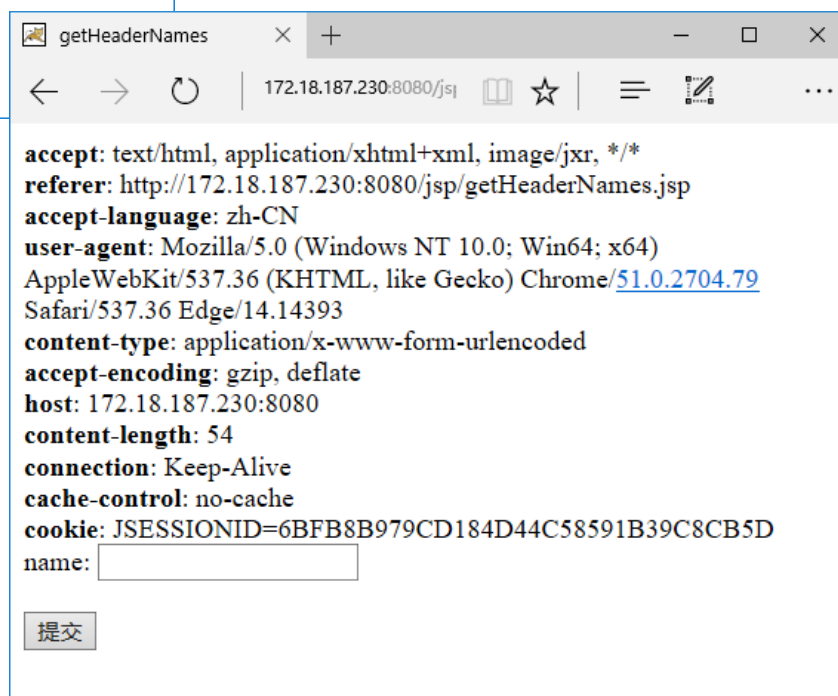 getHeaderNames
172.18.187.230:8080/jsp
accept: text/html, application/xhtml+xml, image/jxr, */*
referer: http://172.18.187.230:8080/jsp/getHeaderNames.jsp
accept-language: zh-CN
user-agent: Mozilla/5.0 (Windows NT 10.0; Win64; x64)
AppleWebKit/537.36 (KHTML, like Gecko) Chrome/51.0.2704.79
Safari/537.36 Edge/14.14393
content-type: application/x-www-form-urlencoded
accept-encoding: gzip, deflate
host: 172.18.187.230:8080
content-length: 54
connection: Keep-Alive
cache-control: no-cache
cookie: JSESSIONID=6BFB8B979CD184D44C58591B39C8CB5D
name:
提交